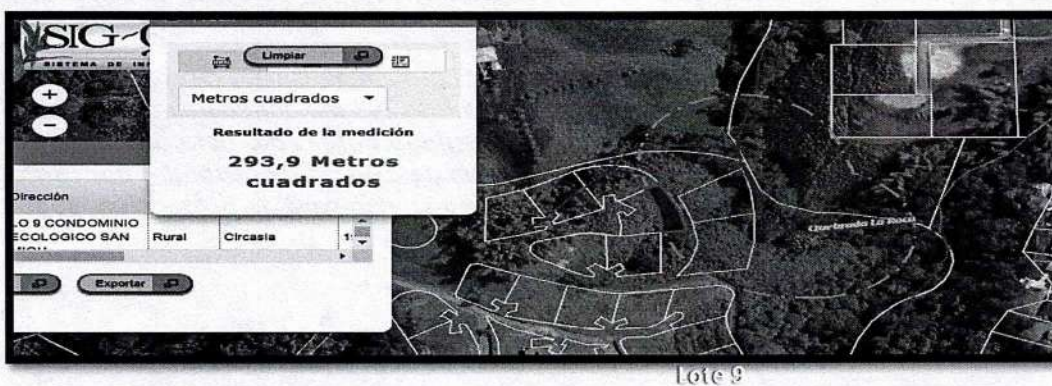 SIG~
SISTEMA DE IN
Limpiar
Metros cuadrados
Resultado de la medición
293,9 Metros
cuadrados
Dirección
LO 9 CONDOMINIO
ECOLOGICO SAN
Rural
Circasia
Exportar
Quebrada La Roca
Lote 9